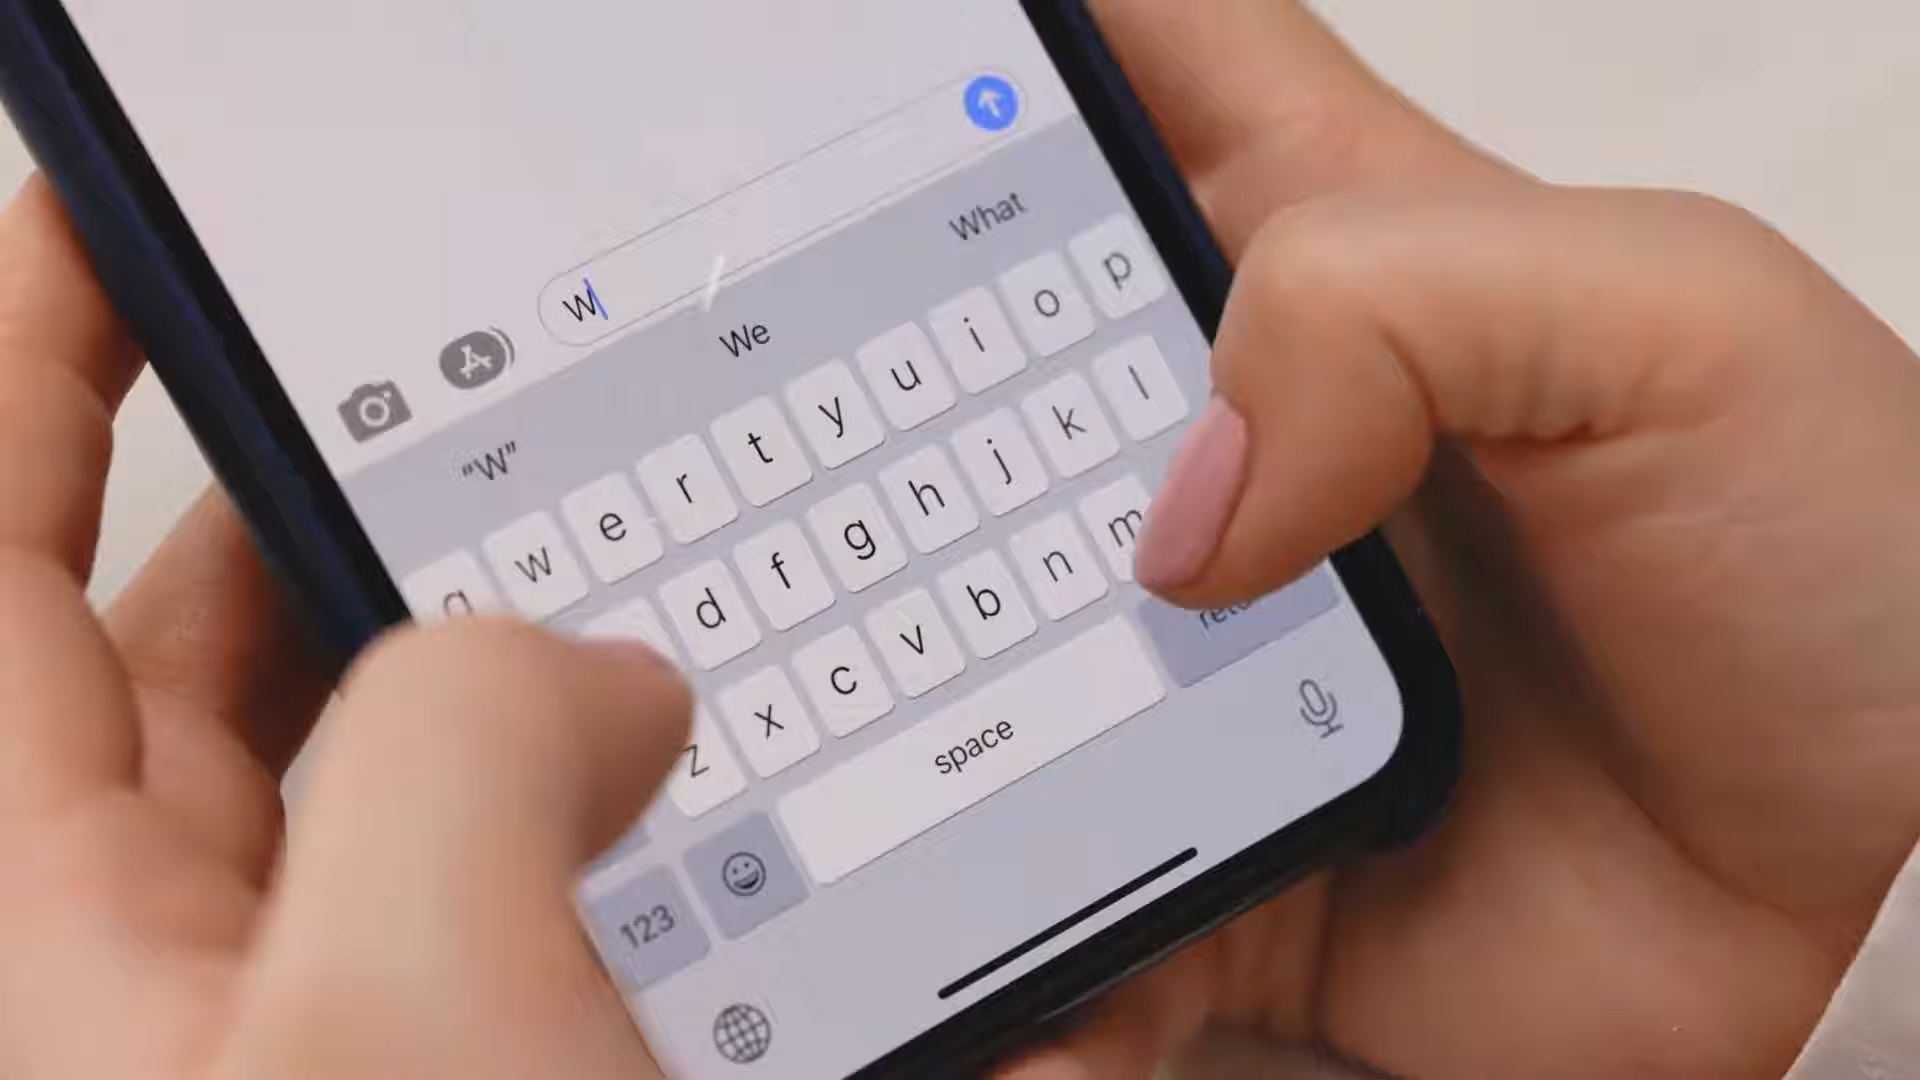 W
"W" We What
q w e r t y u i o p
d f g h j k l
z x c v b n m
123 space